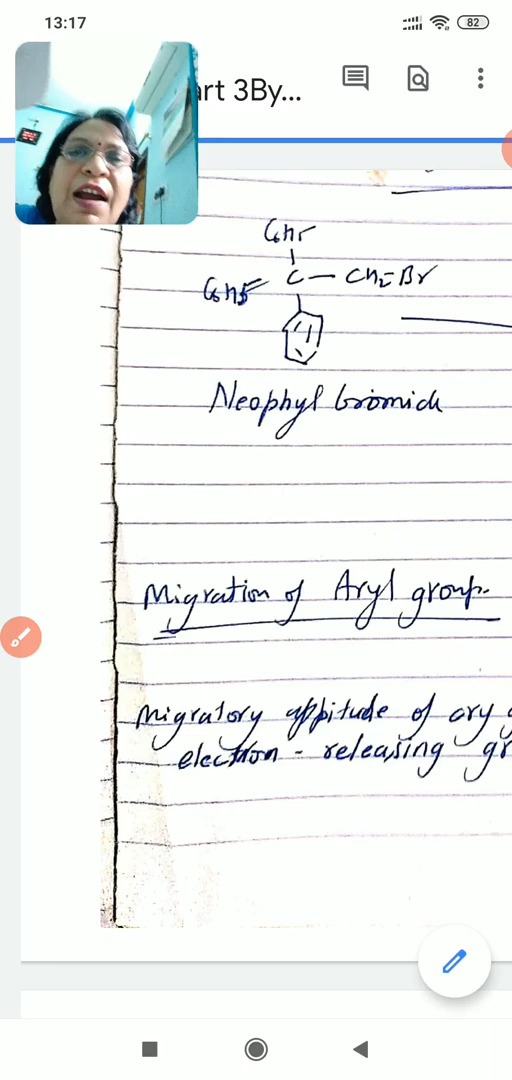 13:17
82
art 3By...
C6H5
C6H5
C — CH2-Br
Neophyl bromide
Migration of Aryl group.
Migratory apptitude of ary g
electron - releasing gr